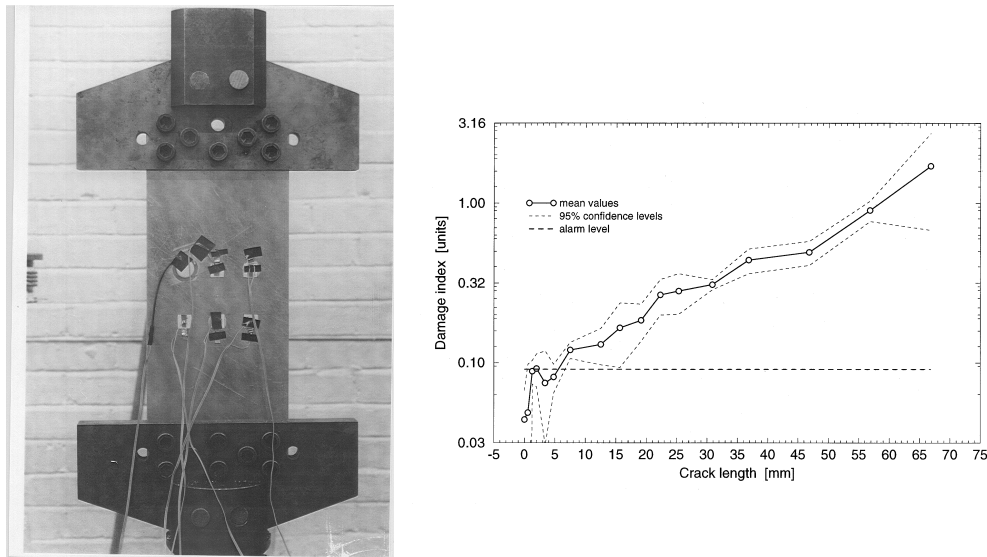 3.16
1.00
0.32
0.10
0.03
Damage index [units]
mean values
95% confidence levels
alarm level
-5 0 5 10 15 20 25 30 35 40 45 50 55 60 65 70 75
Crack length [mm]